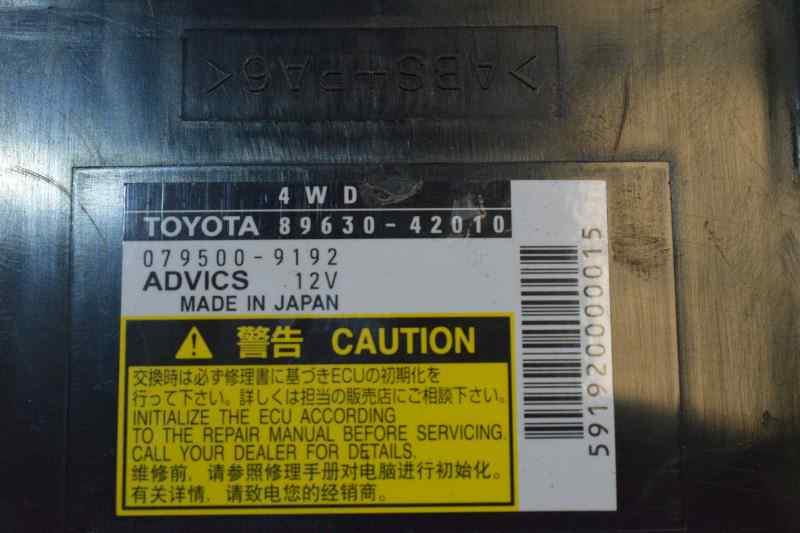 >ABS+PA6<
4WD
TOYOTA 89630-42010
079500-9192
ADVICS 12V
MADE IN JAPAN
警告 CAUTION
交換時は必ず修理書に基づきECUの初期化を
行って下さい。詳しくは担当の販売店にご相談下さい。
INITIALIZE THE ECU ACCORDING
TO THE REPAIR MANUAL BEFORE SERVICING.
CALL YOUR DEALER FOR DETAILS.
维修前，请参照修理手册对电脑进行初始化。
有关详情，请致电您的经销商。
591920000015